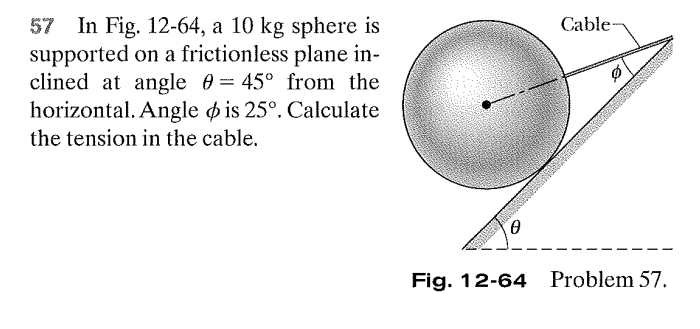 57 In Fig. 12-64, a 10 kg sphere is
supported on a frictionless plane in-
clined at angle θ = 45° from the
horizontal. Angle ϕ is 25°. Calculate
the tension in the cable.
Cable
ϕ
θ
Fig. 12-64 Problem 57.